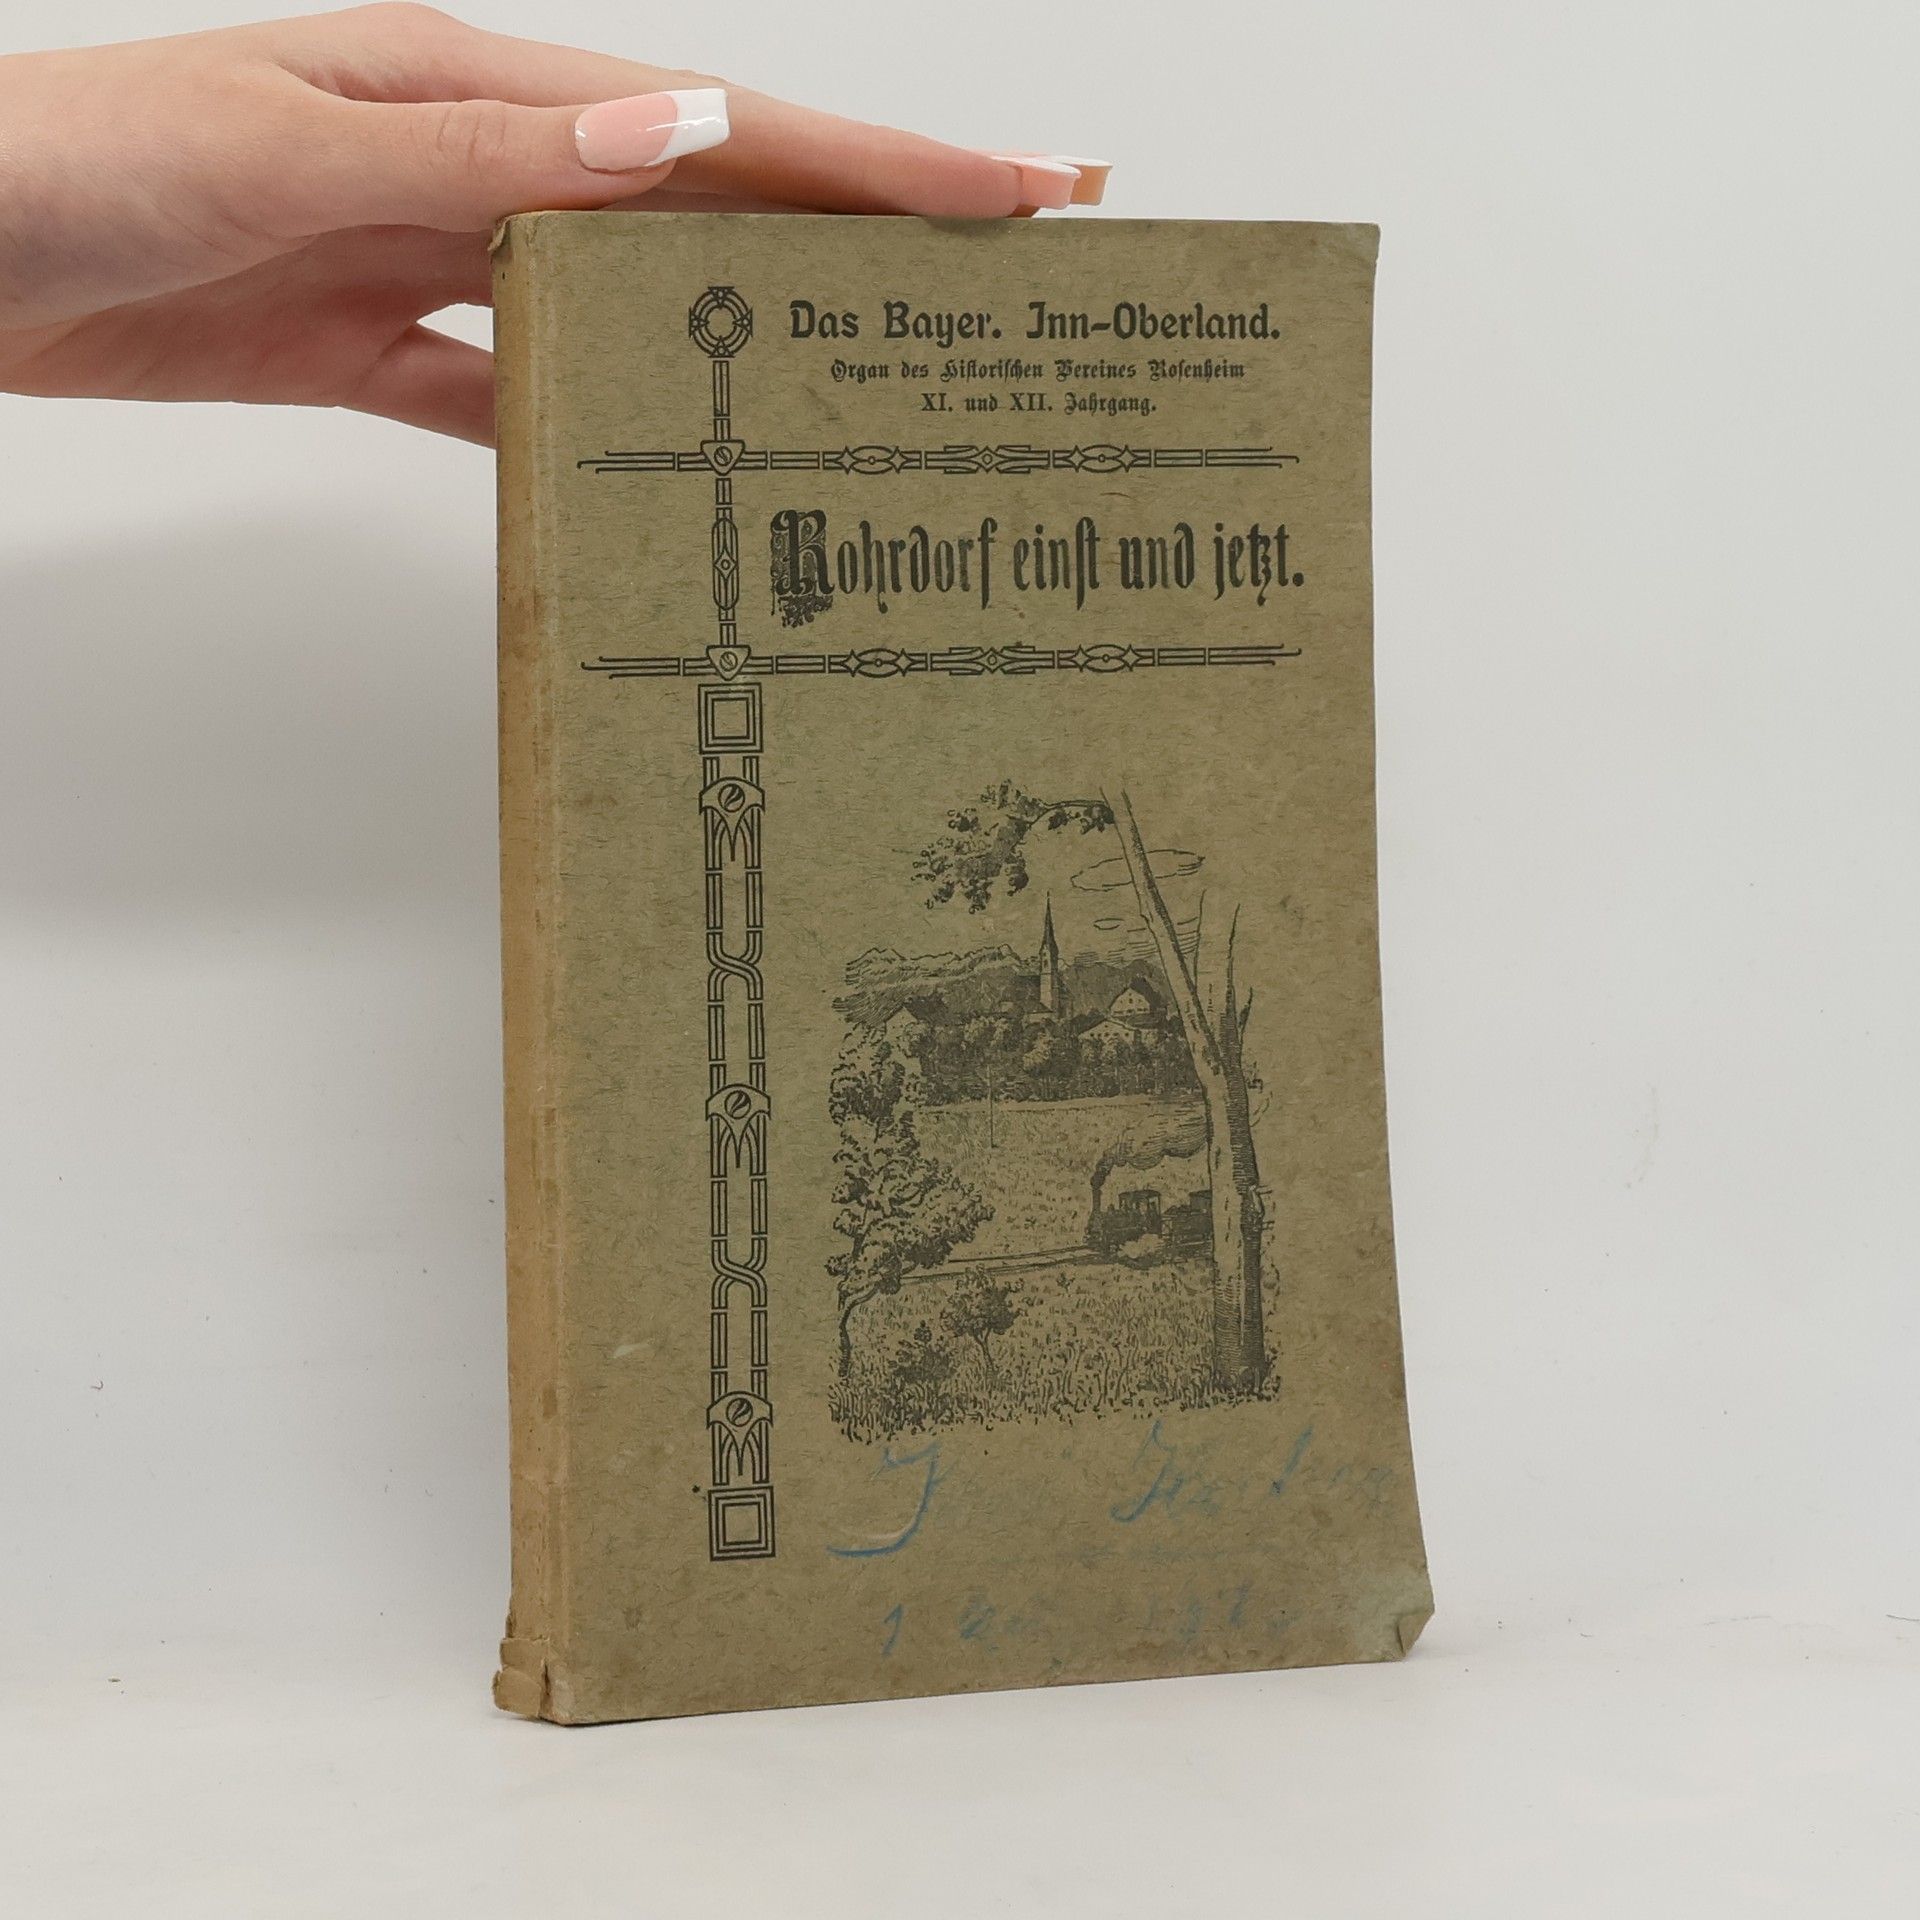 Das Bayer. Inn-Oberland.
Organ des Historischen Vereines Rosenheim
XI. und XII. Jahrgang.
Rohrdorf einst und jetzt.